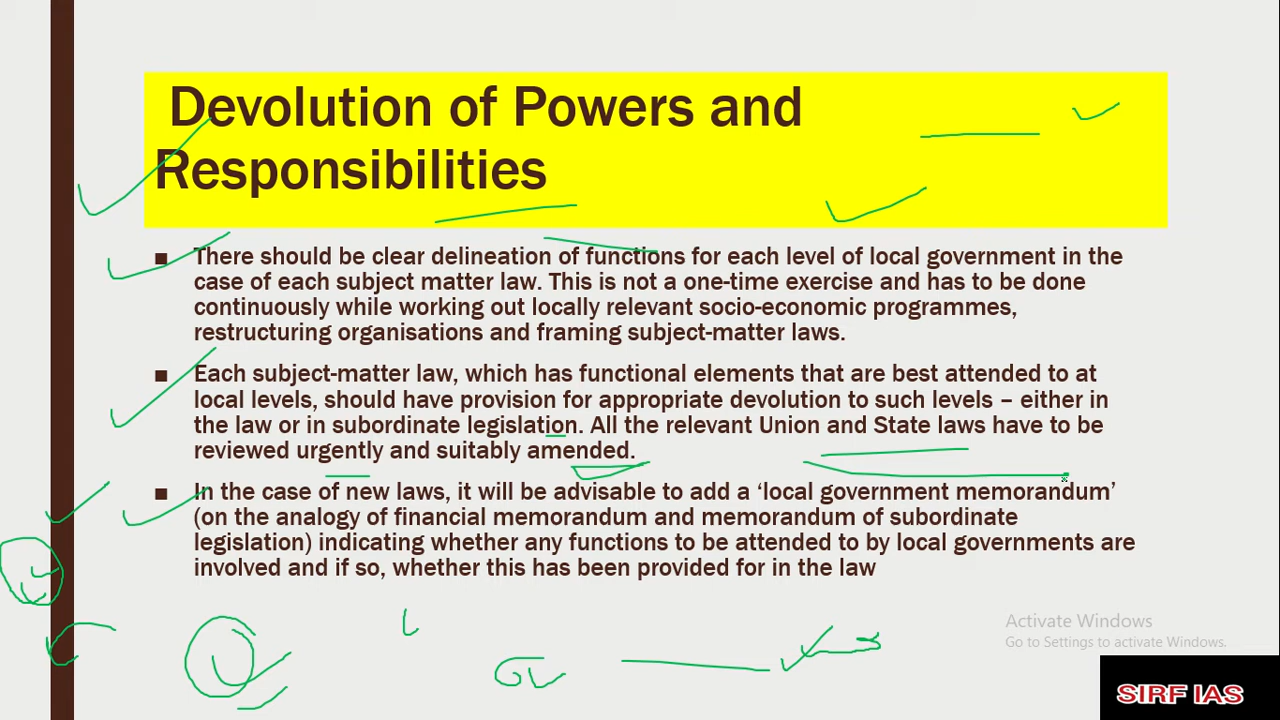 Devolution of Powers and
Responsibilities
■ There should be clear delineation of functions for each level of local government in the
case of each subject matter law. This is not a one-time exercise and has to be done
continuously while working out locally relevant socio-economic programmes,
restructuring organisations and framing subject-matter laws.
■ Each subject-matter law, which has functional elements that are best attended to at
local levels, should have provision for appropriate devolution to such levels – either in
the law or in subordinate legislation. All the relevant Union and State laws have to be
reviewed urgently and suitably amended.
■ In the case of new laws, it will be advisable to add a ‘local government memorandum’
(on the analogy of financial memorandum and memorandum of subordinate
legislation) indicating whether any functions to be attended to by local governments are
involved and if so, whether this has been provided for in the law
Activate Windows
Go to Settings to activate Windows.
SIRF IAS